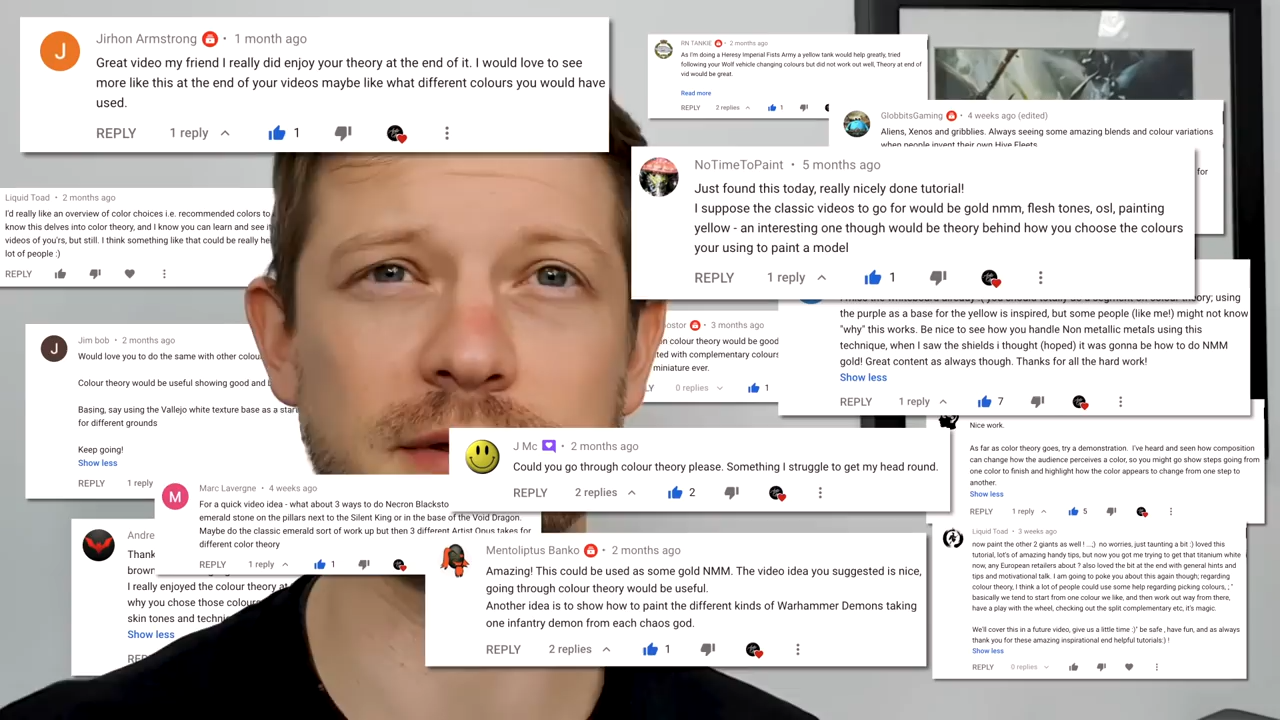 Jirhon Armstrong • 1 month ago
Great video my friend I really did enjoy your theory at the end of it. I would love to see
more like this at the end of your videos maybe like what different colours you would have
used.
REPLY 1 reply 1
RN TANKIE • 2 months ago
As I'm doing a Heresy Imperial Fists Army a yellow tank would help greatly, tried
following your Wolf vehicle changing colours but did not work out well, Theory at end of
vid would be great.
Read more
REPLY 2 replies 1
GlobbitsGaming • 4 weeks ago (edited)
Aliens, Xenos and gribblies. Always seeing some amazing blends and colour variations
when people invent their own Hive Fleets.
for
NoTimeToPaint • 5 months ago
Just found this today, really nicely done tutorial!
I suppose the classic videos to go for would be gold nmm, flesh tones, osl, painting
yellow - an interesting one though would be theory behind how you choose the colours
your using to paint a model
REPLY 1 reply 1
Liquid Toad • 2 months ago
I'd really like an overview of color choices i.e. recommended colors to
know this delves into color theory, and I know you can learn and see
videos of you'rs, but still. I think something like that could be really
lot of people :)
REPLY
using
the purple as a base for the yellow is inspired, but some people (like me!) might not know
"why" this works. Be nice to see how you handle Non metallic metals using this
technique, when I saw the shields i thought (hoped) it was gonna be how to do NMM
gold! Great content as always though. Thanks for all the hard work!
Show less
REPLY 1 reply 7
• 3 months ago
colour theory would be good
with complementary colours
miniature ever.
0 replies 1
Jim bob • 2 months ago
Would love you to do the same with other
Colour theory would be useful showing good and
Basing, say using the Vallejo white texture base as a
for different grounds
Keep going!
Show less
REPLY 1 reply
Nice work.
As far as color theory goes, try a demonstration. I've heard and seen how composition
can change how the audience perceives a color, so you might go show steps going from
one color to finish and highlight how the color appears to change from one step to
another.
Show less
REPLY 1 reply 5
J Mc • 2 months ago
Could you go through colour theory please. Something I struggle to get my head round.
REPLY 2 replies 2
Marc Lavergne • 4 weeks ago
For a quick video idea - what about 3 ways to do Necron
emerald stone on the pillars next to the Silent King or in the base of the Void Dragon.
Maybe do the classic emerald sort of work up but then 3 different Artist Opus takes for
different color theory
REPLY 1 reply 1
Thank
I really enjoyed the colour theory at
why you chose those colours
skin tones and
Show less
Mentoliptus Banko • 2 months ago
Amazing! This could be used as some gold NMM. The video idea you suggested is nice,
going through colour theory would be useful.
Another idea is to show how to paint the different kinds of Warhammer Demons taking
one infantry demon from each chaos god.
REPLY 2 replies 1
Liquid Toad • 3 weeks ago
now paint the other 2 giants as well ! ...;) no worries, just taunting a bit :) loved this
tutorial, lot's of amazing handy tips, but now you got me trying to get that titanium white
now, any European retailers about ? also loved the bit at the end with general hints and
tips and motivational talk. I am going to poke you about this again though; regarding
colour theory, I think a lot of people could use some help regarding picking colours, ; "
basically we tend to start from one colour we like, and then work out way from there,
have a play with the wheel, checking out the split complementary etc, it's magic.
We'll cover this in a future video, give us a little time :)" be safe , have fun, and as always
thank you for these amazing inspirational end helpful tutorials:) !
Show less
REPLY 0 replies